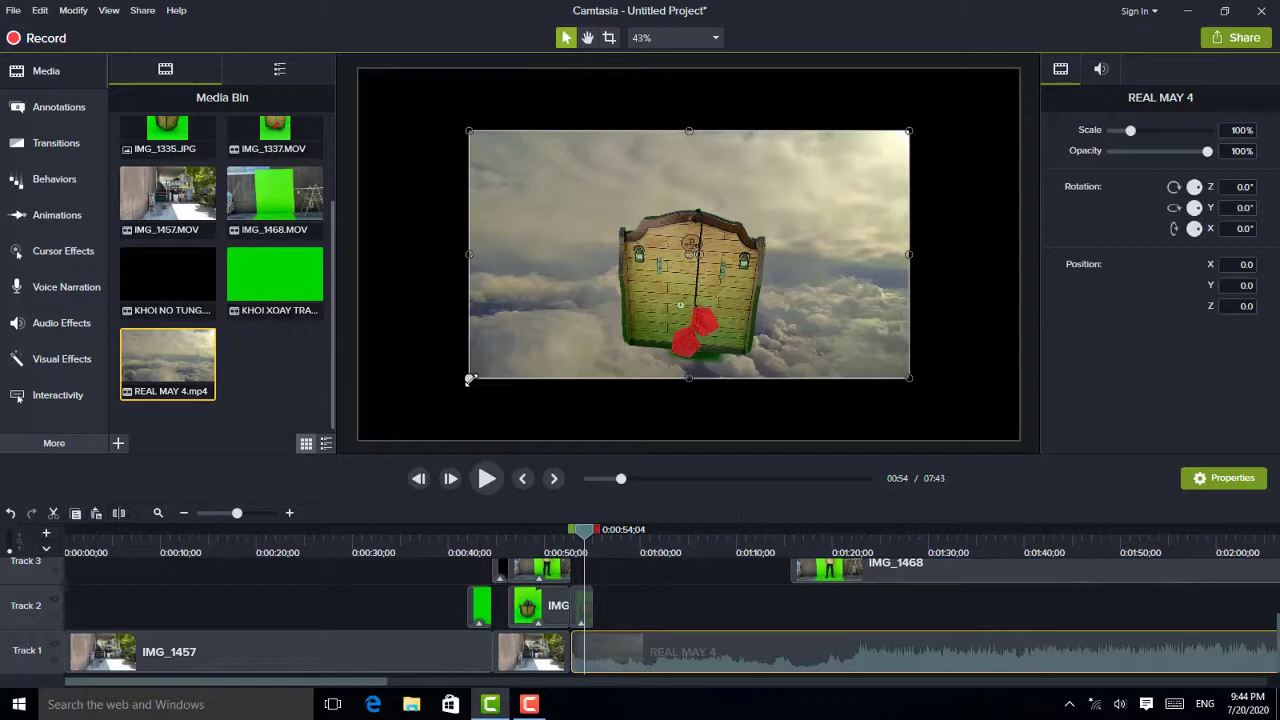 File Edit Modify View Share Help
Camtasia - Untitled Project*
Sign In
Record
43%
Share
Media
Annotations
Transitions
Behaviors
Animations
Cursor Effects
Voice Narration
Audio Effects
Visual Effects
Interactivity
More
Media Bin
IMG_1335.JPG
IMG_1337.MOV
IMG_1457.MOV
IMG_1468.MOV
KHOI NO TUNG....
KHOI XOAY TRA...
REAL MAY 4.mp4
REAL MAY 4
Scale 100%
Opacity 100%
Rotation: Z 0.0°
Y 0.0°
X 0.0°
Position: X 0.0
Y 0.0
Z 0.0
00:54 / 07:43
Properties
0:00:54;04
0:00:00;00 0:00:10;00 0:00:20;00 0:00:30;00 0:00:40;00 0:00:50;00 0:01:00;00 0:01:10;00 0:01:20;00 0:01:30;00 0:01:40;00 0:01:50;00 0:02:00;00
Track 3
IMG_1468
Track 2
IMG
Track 1
IMG_1457
REAL MAY 4
Search the web and Windows
ENG
9:44 PM
7/20/2020